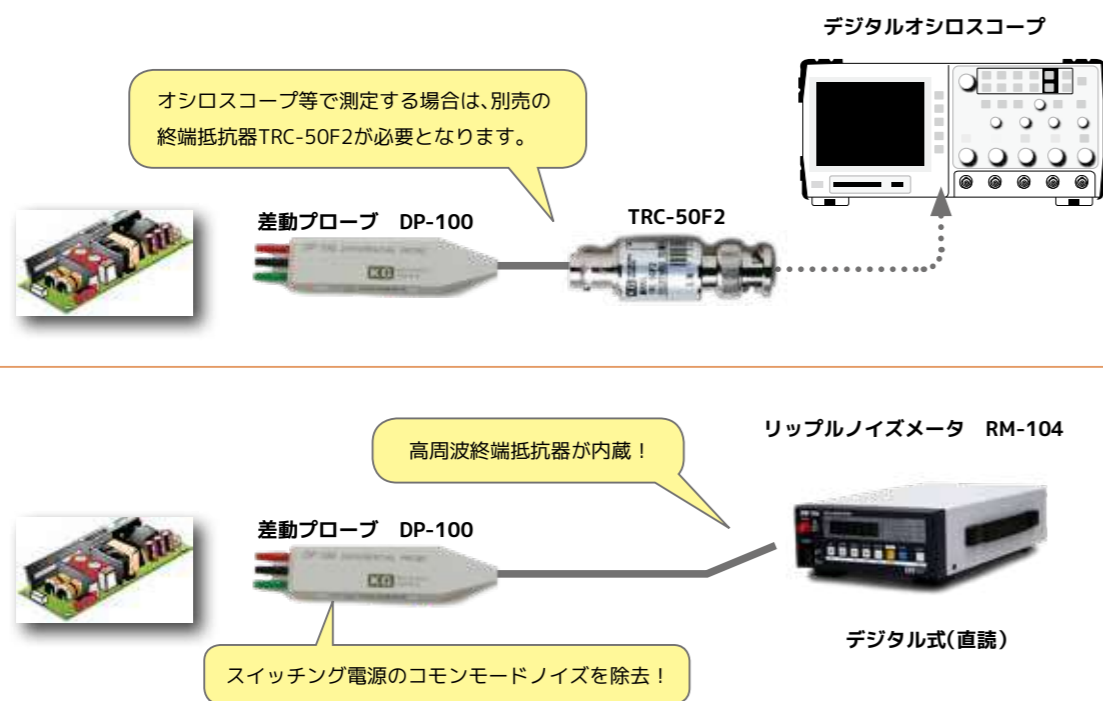 デジタルオシロスコープ
オシロスコープ等で測定する場合は、別売の
終端抵抗器TRC-50F2が必要となります。
差動プローブ DP-100
TRC-50F2
リップルノイズメータ RM-104
高周波終端抵抗器が内蔵！
差動プローブ DP-100
デジタル式(直読)
スイッチング電源のコモンモードノイズを除去！